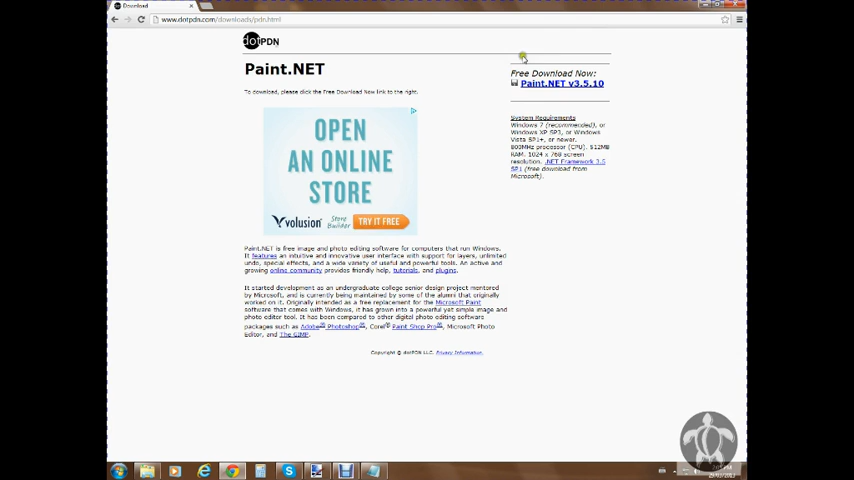 Download
www.dotpdn.com/downloads/pdn.html
dotPDN
Paint.NET
To download, please click the Free Download Now link to the right.
Free Download Now:
Paint.NET v3.5.10
OPEN
AN ONLINE
STORE
volusion Store Builder TRY IT FREE
System Requirements
Windows 7 (recommended), or
Windows XP SP3, or Windows
Vista SP1+, or newer.
800MHz processor (CPU). 512MB
RAM. 1024 x 768 screen
resolution. .NET Framework 3.5
SP1 (free download from
Microsoft).
Paint.NET is free image and photo editing software for computers that run Windows.
It features an intuitive and innovative user interface with support for layers, unlimited
undo, special effects, and a wide variety of useful and powerful tools. An active and
growing online community provides friendly help, tutorials, and plugins.
It started development as an undergraduate college senior design project mentored
by Microsoft, and is currently being maintained by some of the alumni that originally
worked on it. Originally intended as a free replacement for the Microsoft Paint
software that comes with Windows, it has grown into a powerful yet simple image and
photo editor tool. It has been compared to other digital photo editing software
packages such as Adobe® Photoshop®, Corel® Paint Shop Pro®, Microsoft Photo
Editor, and The GIMP.
Copyright © dotPDN LLC. Privacy Information.